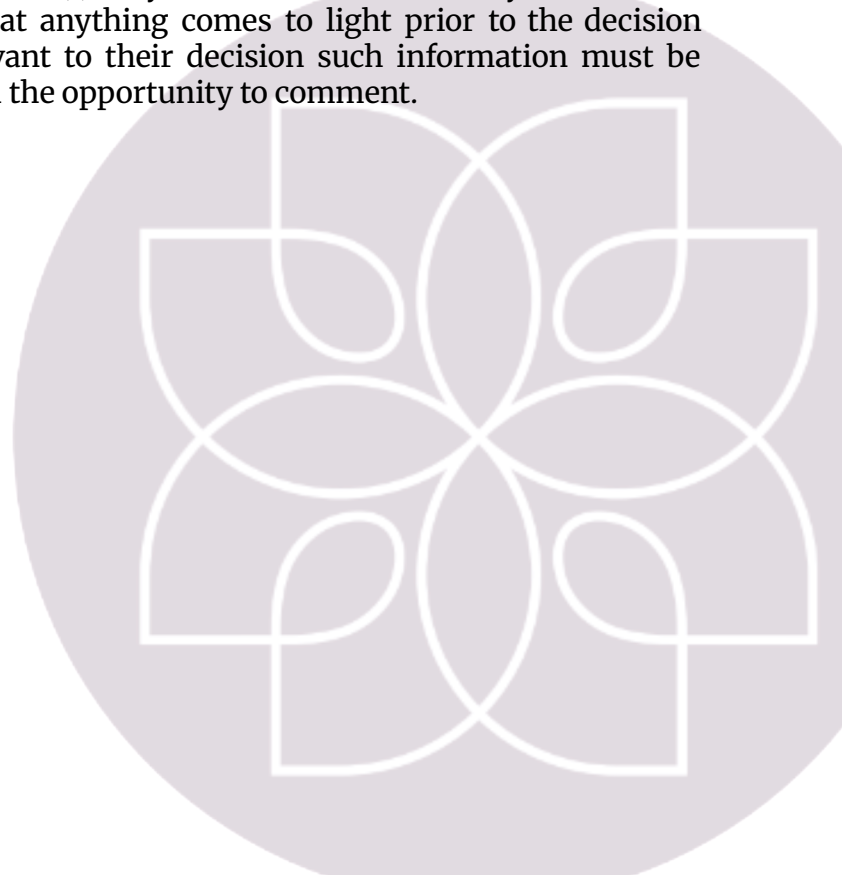 at anything comes to light prior to the decision
vant to their decision such information must be
the opportunity to comment.